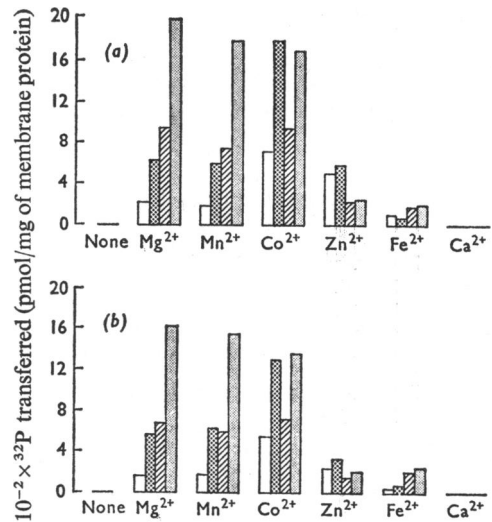 10⁻² × ³²P transferred (pmol/mg of membrane protein)
20
(a)
16
12
8
4
0
None Mg²⁺ Mn²⁺ Co²⁺ Zn²⁺ Fe²⁺ Ca²⁺
20
(b)
16
12
8
4
0
None Mg²⁺ Mn²⁺ Co²⁺ Zn²⁺ Fe²⁺ Ca²⁺